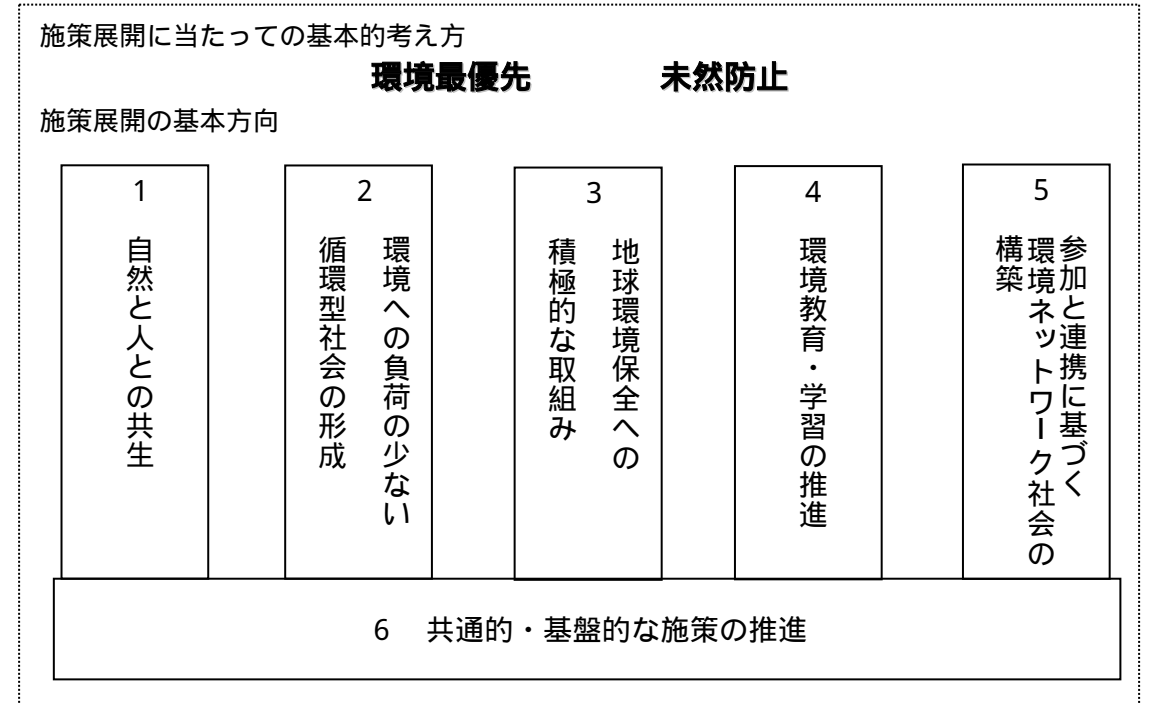 施策展開に当たっての基本的考え方
環境最優先　未然防止
施策展開の基本方向
1
自然と人との共生
2
環境への負荷の少ない
循環型社会の形成
3
地球環境保全への
積極的な取組み
4
環境教育・学習の推進
5
参加と連携に基づく
環境ネットワーク社会の
構築
6　共通的・基盤的な施策の推進